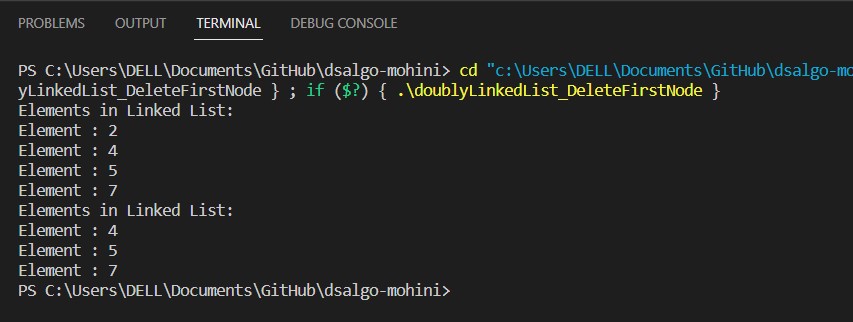 PROBLEMS OUTPUT TERMINAL DEBUG CONSOLE
PS C:\Users\DELL\Documents\GitHub\dsalgo-mohini> cd "c:\Users\DELL\Documents\GitHub\dsalgo-mo
yLinkedList_DeleteFirstNode } ; if ($?) { .\doublyLinkedList_DeleteFirstNode }
Elements in Linked List:
Element : 2
Element : 4
Element : 5
Element : 7
Elements in Linked List:
Element : 4
Element : 5
Element : 7
PS C:\Users\DELL\Documents\GitHub\dsalgo-mohini>